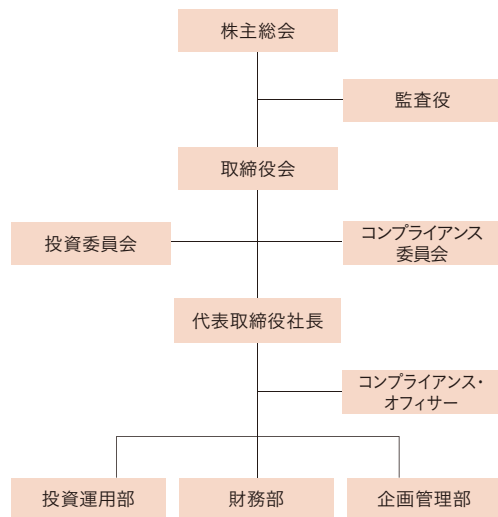 株主総会
監査役
取締役会
投資委員会
コンプライアンス
委員会
代表取締役社長
コンプライアンス・
オフィサー
投資運用部
財務部
企画管理部